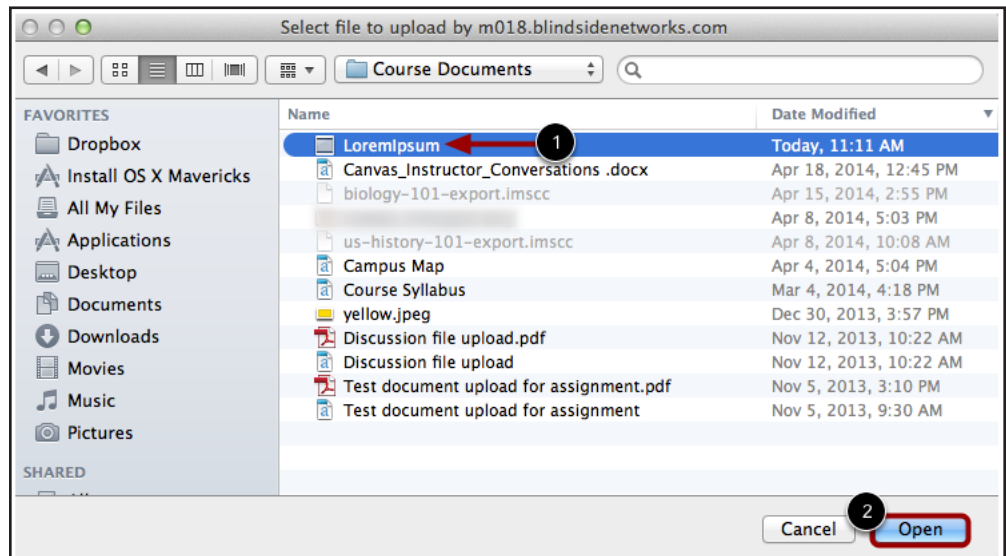 Select file to upload by m018.blindsidenetworks.com
Course Documents
FAVORITES
Dropbox
Install OS X Mavericks
All My Files
Applications
Desktop
Documents
Downloads
Movies
Music
Pictures
SHARED
Name Date Modified
LoremIpsum 1 Today, 11:11 AM
Canvas_Instructor_Conversations .docx Apr 18, 2014, 12:45 PM
biology-101-export.imscc Apr 15, 2014, 2:55 PM
Apr 8, 2014, 5:03 PM
us-history-101-export.imscc Apr 8, 2014, 10:08 AM
Campus Map Apr 4, 2014, 5:04 PM
Course Syllabus Mar 4, 2014, 4:18 PM
yellow.jpeg Dec 30, 2013, 3:57 PM
Discussion file upload.pdf Nov 12, 2013, 10:22 AM
Discussion file upload Nov 12, 2013, 10:22 AM
Test document upload for assignment.pdf Nov 5, 2013, 3:10 PM
Test document upload for assignment Nov 5, 2013, 9:30 AM
Cancel 2 Open